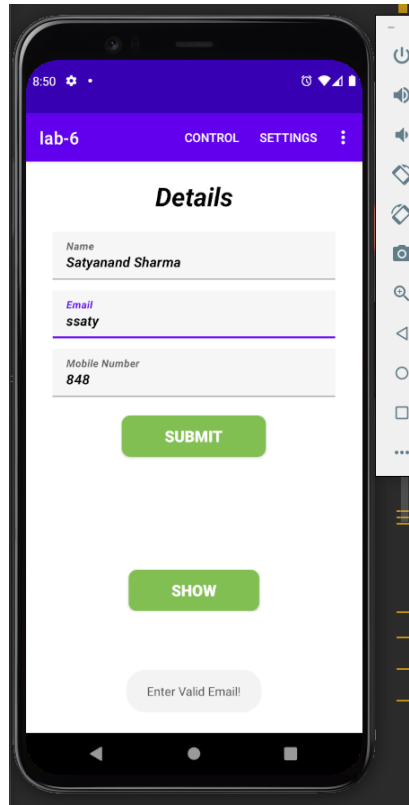 8:50
lab-6 CONTROL SETTINGS
Details
Name
Satyanand Sharma
Email
ssaty
Mobile Number
848
SUBMIT
SHOW
Enter Valid Email!